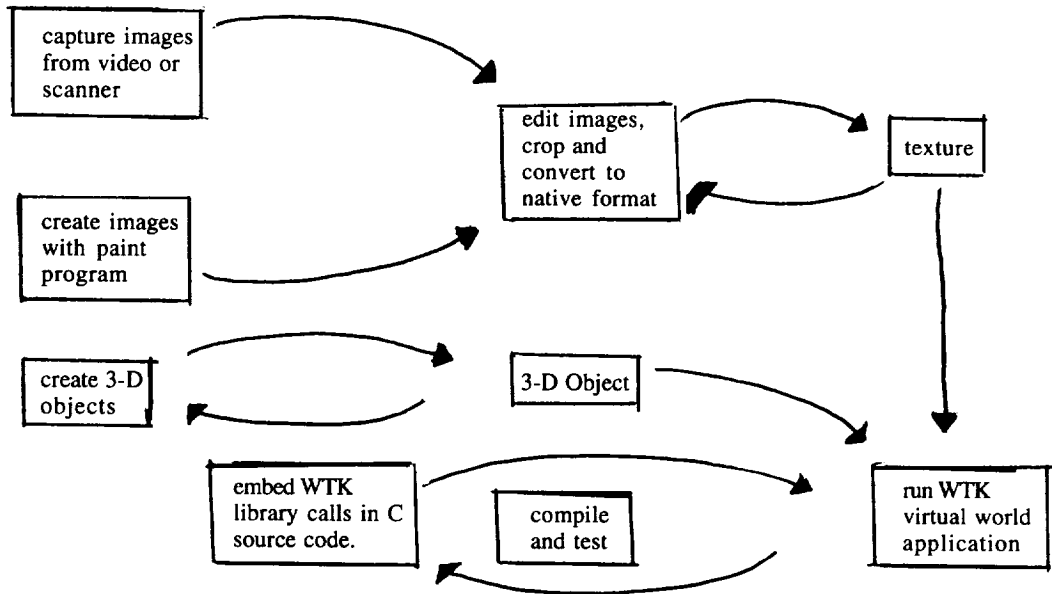 capture images
from video or
scanner
edit images,
crop and
convert to
native format
texture
create images
with paint
program
create 3-D
objects
3-D Object
embed WTK
library calls in C
source code.
compile
and test
run WTK
virtual world
application